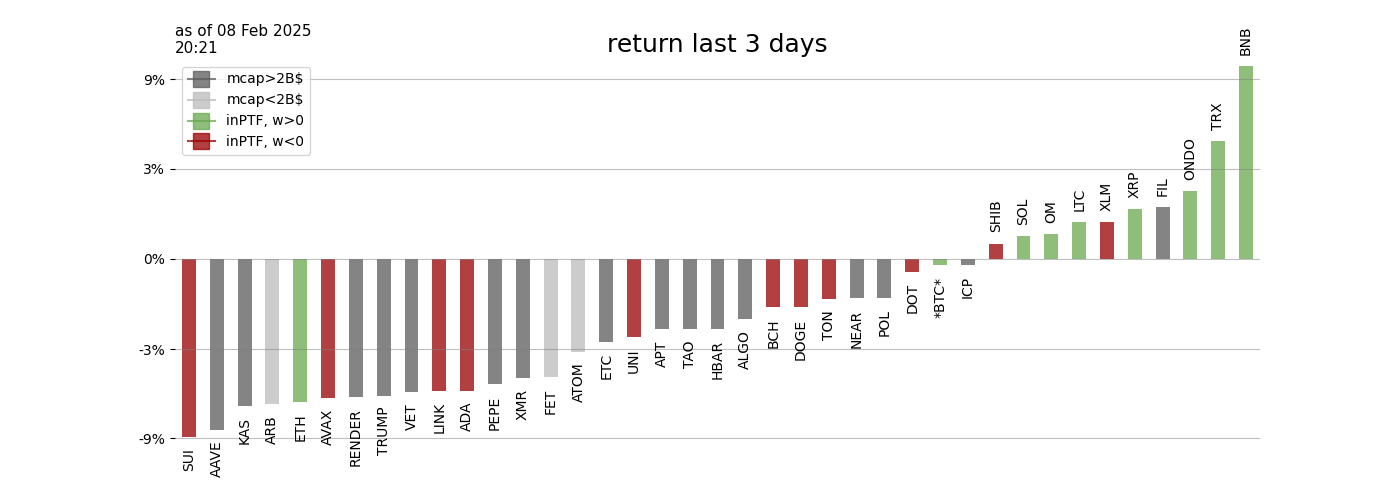 as of 08 Feb 2025
20:21
return last 3 days
mcap>2B$
mcap<2B$
inPTF, w>0
inPTF, w<0
9%
3%
0%
-3%
-9%
SUI
AAVE
KAS
ARB
ETH
AVAX
RENDER
TRUMP
VET
LINK
ADA
PEPE
XMR
FET
ATOM
ETC
UNI
APT
TAO
HBAR
ALGO
BCH
DOGE
TON
NEAR
POL
DOT
*BTC*
ICP
SHIB
SOL
OM
LTC
XLM
XRP
FIL
ONDO
TRX
BNB